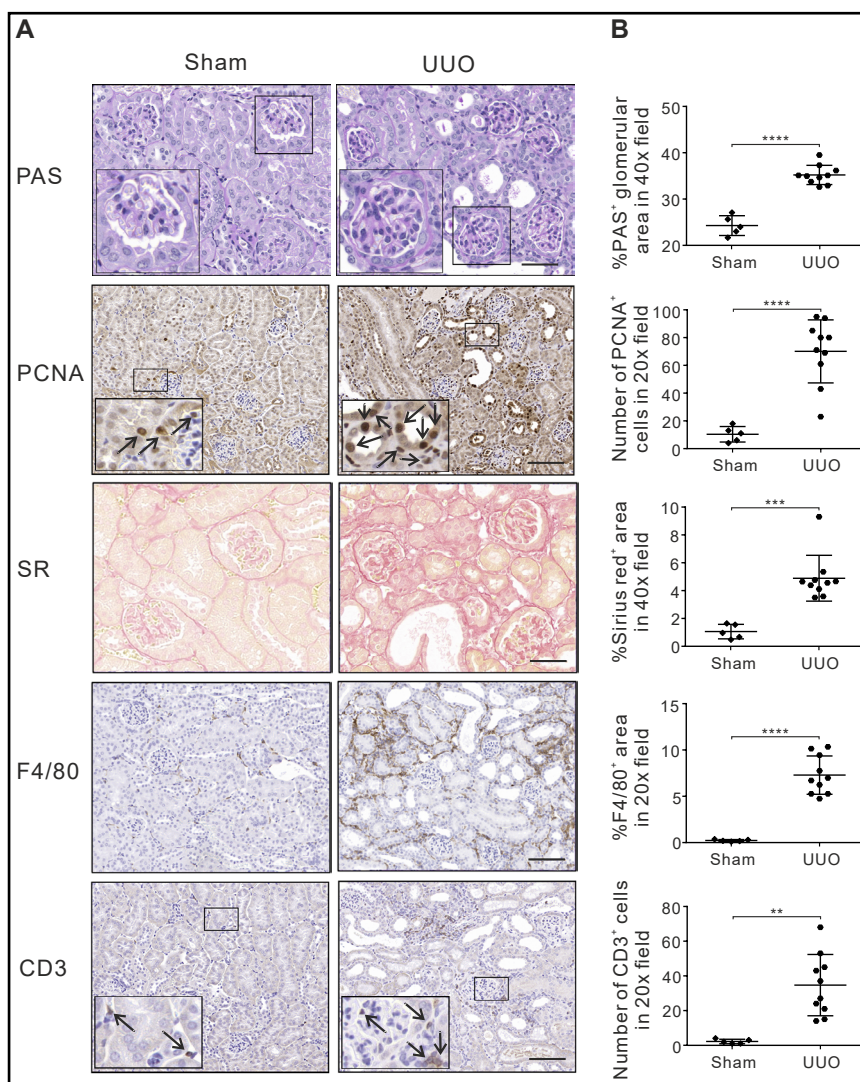 A
B
Sham
UUO
PAS
PCNA
SR
F4/80
CD3
%PAS⁺ glomerular
area in 40x field
50
40
30
20
****
Sham
UUO
Number of PCNA⁺
cells in 20x field
100
80
60
40
20
0
****
Sham
UUO
%Sirius red⁺ area
in 40x field
10
8
6
4
2
0
***
Sham
UUO
%F4/80⁺ area
in 20x field
15
10
5
0
****
Sham
UUO
Number of CD3⁺ cells
in 20x field
80
60
40
20
0
**
Sham
UUO